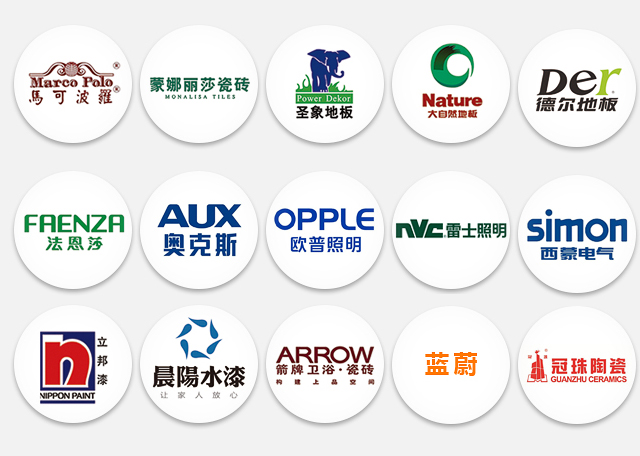 Marco Polo®
馬可波羅®
蒙娜丽莎瓷砖
MONALISA TILES
Power Dekor
圣象地板
Nature
大自然地板
Der.
德尔地板
FAENZA
法恩莎
AUX
奥克斯
OPPLE
欧普照明
nVc 雷士照明
simon
西蒙电气
n
立邦漆
NIPPON PAINT
晨陽水漆
让家人放心
ARROW
箭牌卫浴·瓷砖
构建上品空间
蓝蔚
冠珠陶瓷
GUANZHU CERAMICS